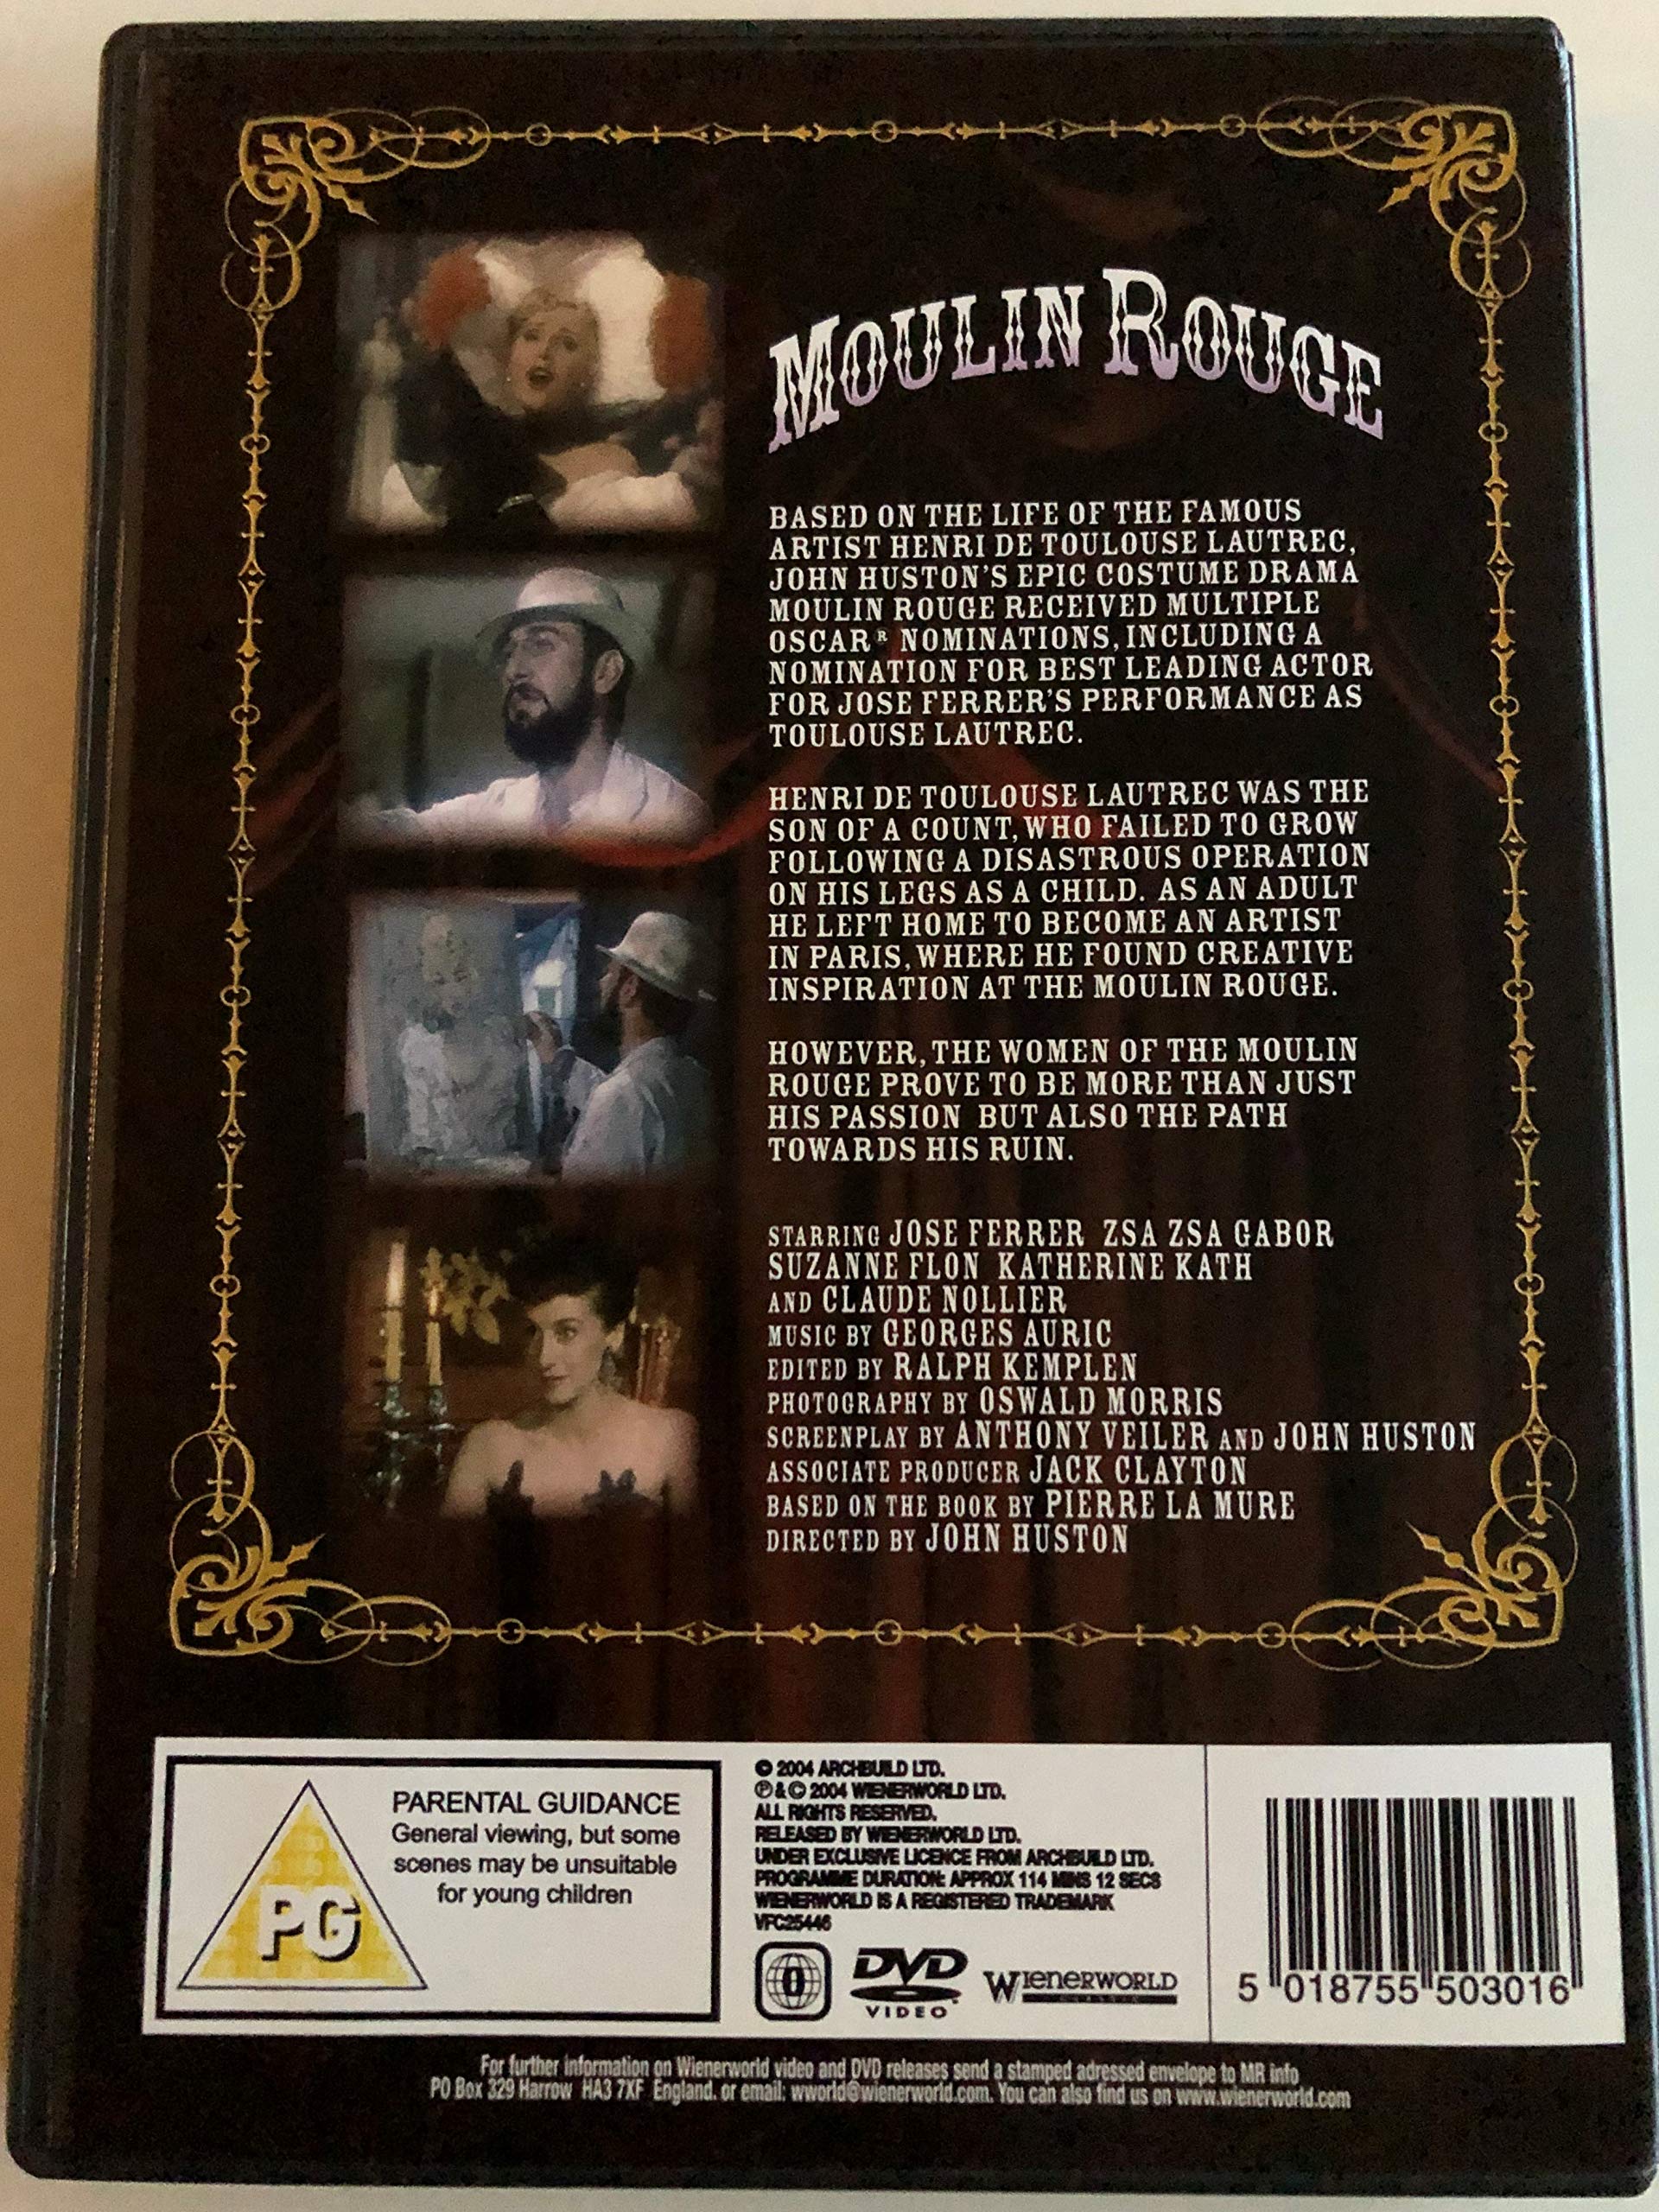 MOULIN ROUGE
BASED ON THE LIFE OF THE FAMOUS
ARTIST HENRI DE TOULOUSE LAUTREC,
JOHN HUSTON'S EPIC COSTUME DRAMA
MOULIN ROUGE RECEIVED MULTIPLE
OSCAR® NOMINATIONS, INCLUDING A
NOMINATION FOR BEST LEADING ACTOR
FOR JOSE FERRER'S PERFORMANCE AS
TOULOUSE LAUTREC.
HENRI DE TOULOUSE LAUTREC WAS THE
SON OF A COUNT, WHO FAILED TO GROW
FOLLOWING A DISASTROUS OPERATION
ON HIS LEGS AS A CHILD. AS AN ADULT
HE LEFT HOME TO BECOME AN ARTIST
IN PARIS, WHERE HE FOUND CREATIVE
INSPIRATION AT THE MOULIN ROUGE.
HOWEVER, THE WOMEN OF THE MOULIN
ROUGE PROVE TO BE MORE THAN JUST
HIS PASSION BUT ALSO THE PATH
TOWARDS HIS RUIN.
STARRING JOSE FERRER ZSA ZSA GABOR
SUZANNE FLON KATHERINE KATH
AND CLAUDE NOLLIER
MUSIC BY GEORGES AURIC
EDITED BY RALPH KEMPLEN
PHOTOGRAPHY BY OSWALD MORRIS
SCREENPLAY BY ANTHONY VEILER AND JOHN HUSTON
ASSOCIATE PRODUCER JACK CLAYTON
BASED ON THE BOOK BY PIERRE LA MURE
DIRECTED BY JOHN HUSTON
PG
PARENTAL GUIDANCE
General viewing, but some
scenes may be unsuitable
for young children
© 2004 ARCHBUILD LTD.
℗ & © 2004 WIENERWORLD LTD.
ALL RIGHTS RESERVED.
RELEASED BY WIENERWORLD LTD.
UNDER EXCLUSIVE LICENCE FROM ARCHBUILD LTD.
PROGRAMME DURATION: APPROX 114 MINS 12 SECS
WIENERWORLD IS A REGISTERED TRADEMARK
VFC25446
0
DVD
VIDEO
WIENERWORLD
5 018755 503016
For further information on Wienerworld video and DVD releases send a stamped adressed envelope to MR info
PO Box 329 Harrow HA3 7XF England. or email: wworld@wienerworld.com. You can also find us on www.wienerworld.com